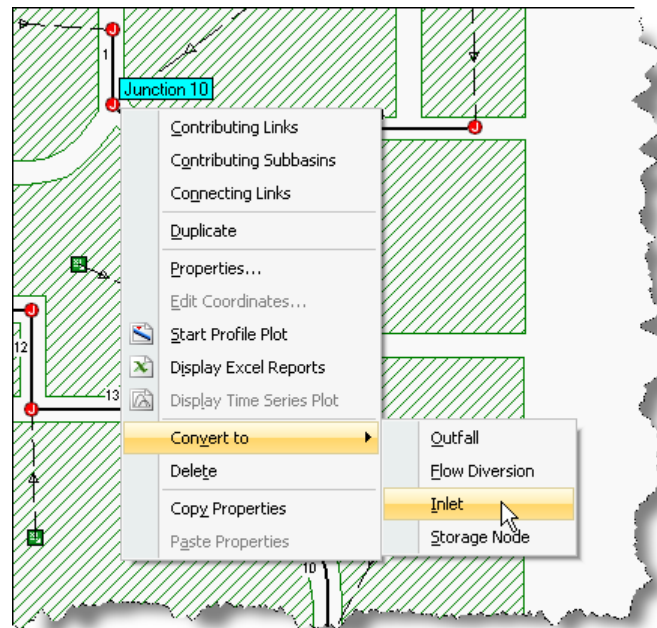 1
Junction 10
Contributing Links
Contributing Subbasins
Connecting Links
Duplicate
Properties...
Edit Coordinates...
Start Profile Plot
Display Excel Reports
Display Time Series Plot
Convert to
Delete
Copy Properties
Paste Properties
Outfall
Flow Diversion
Inlet
Storage Node
12
13
10
J
J
J
J
J